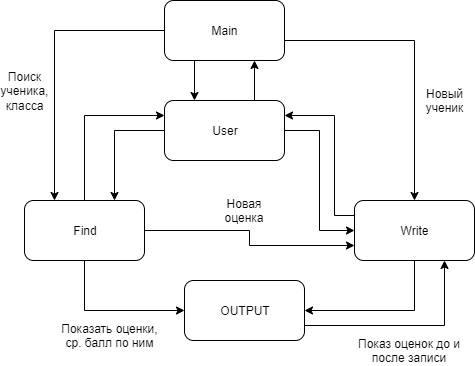 Main
Поиск
ученика,
класса
Новый
ученик
User
Новая
оценка
Find
Write
OUTPUT
Показать оценки,
ср. балл по ним
Показ оценок до и
после записи